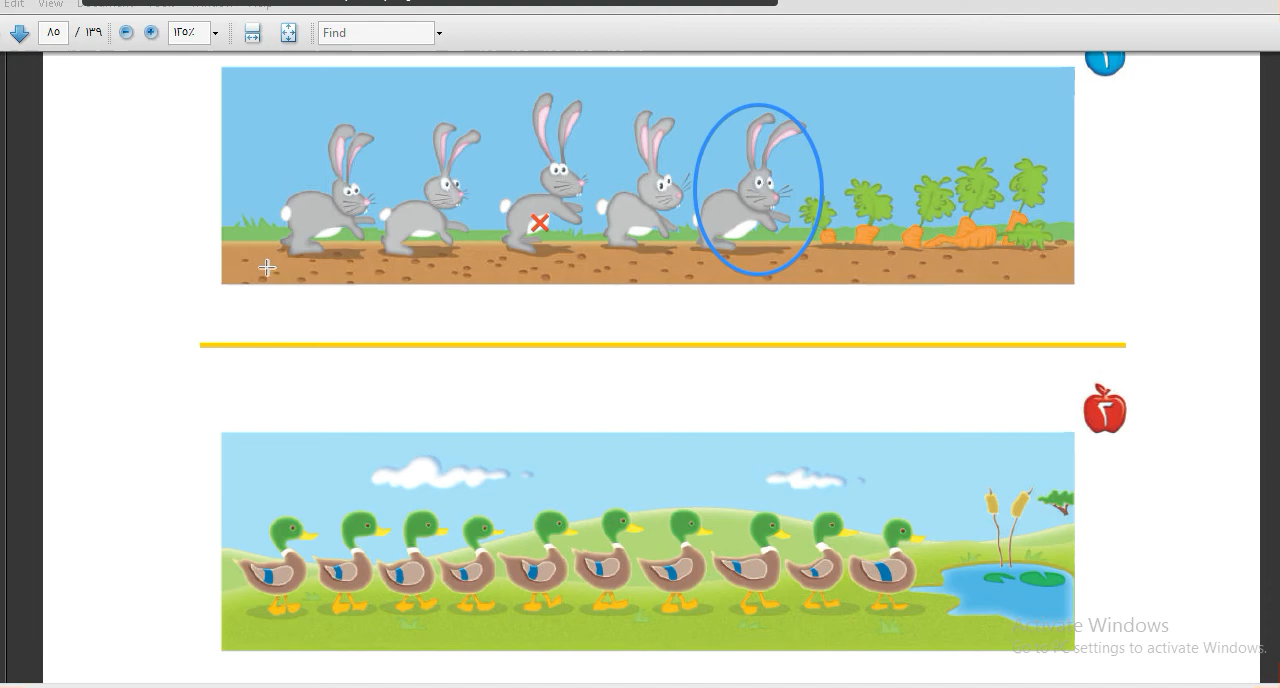 Edit View
٨٥ / ١٣٩ ١٢٥٪ Find
١
٢
Activate Windows
Go to PC settings to activate Windows.